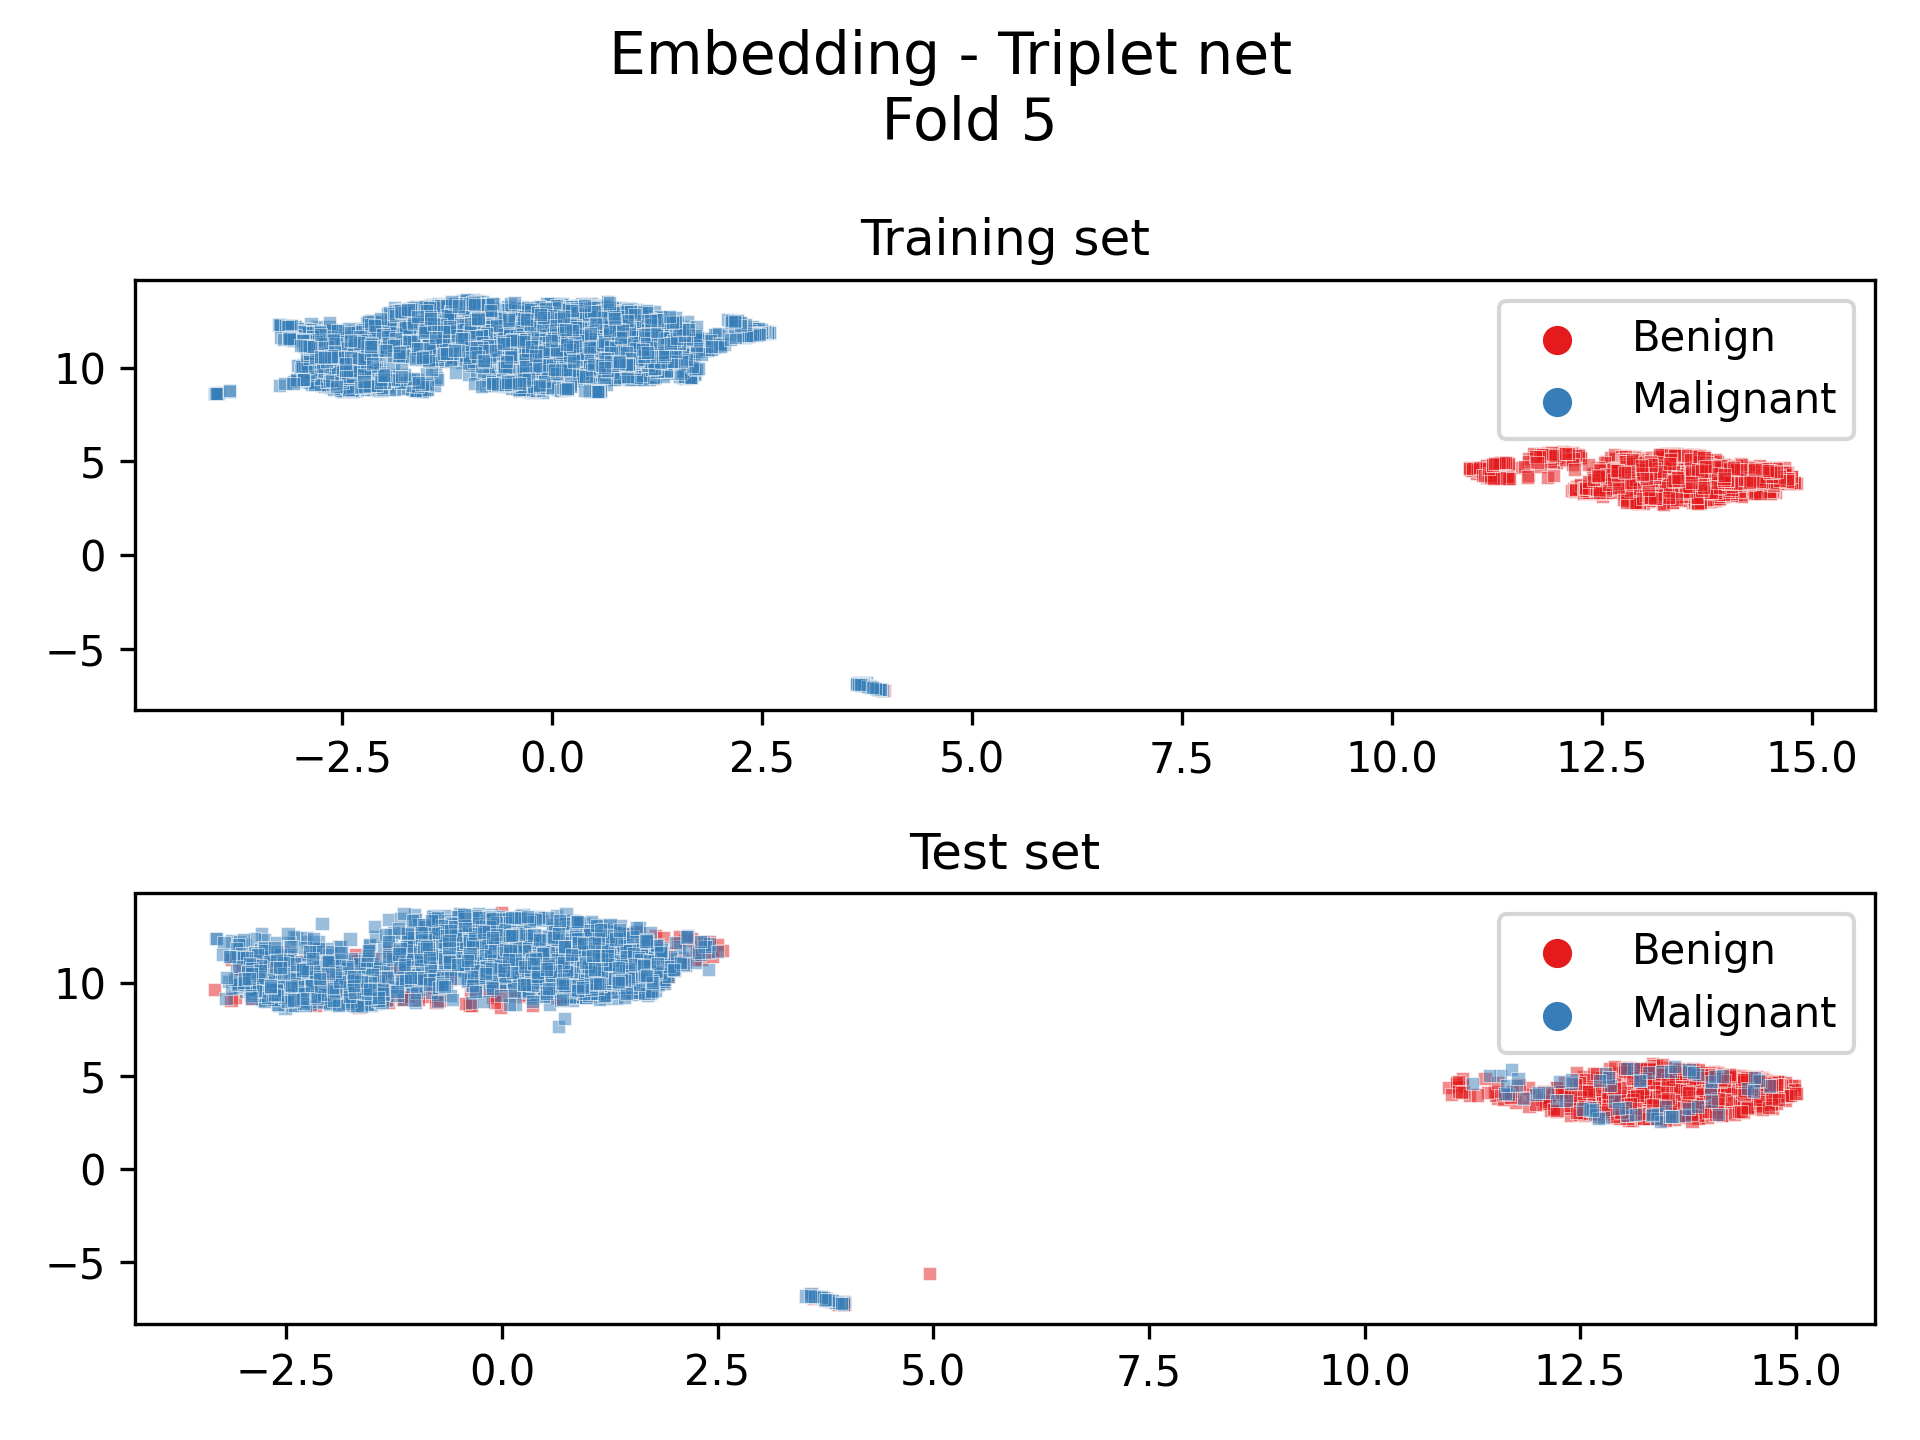 Embedding - Triplet net
Fold 5
Training set
Benign
Malignant
10
5
0
−5
−2.5 0.0 2.5 5.0 7.5 10.0 12.5 15.0
Test set
Benign
Malignant
10
5
0
−5
−2.5 0.0 2.5 5.0 7.5 10.0 12.5 15.0